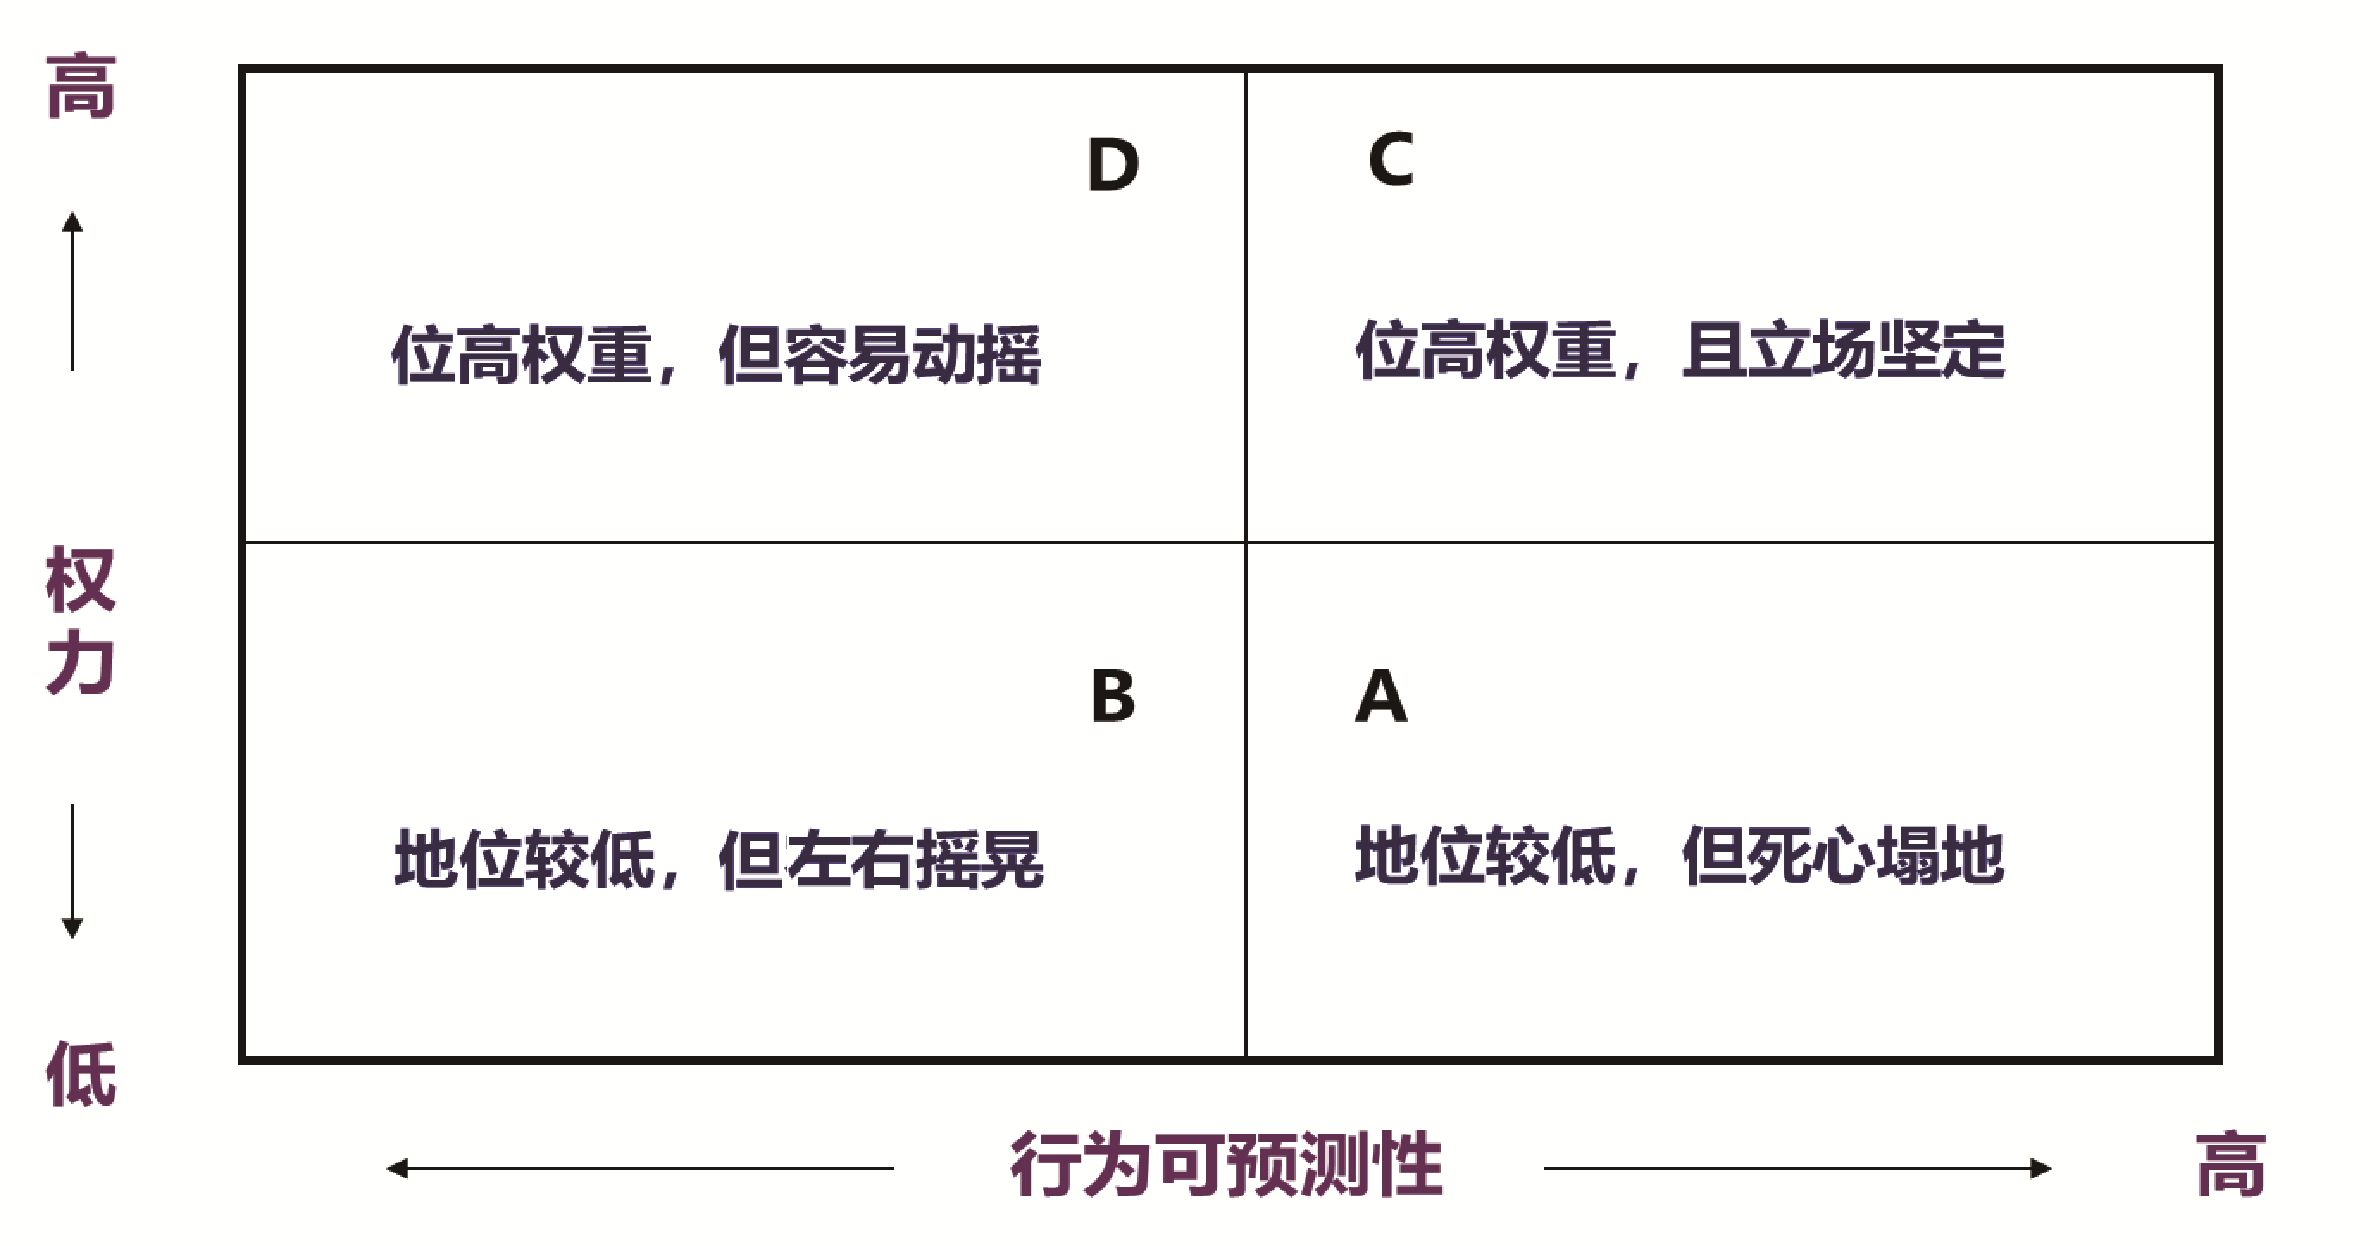 高
D
C
位高权重，但容易动摇
位高权重，且立场坚定
权
力
B
A
地位较低，但左右摇晃
地位较低，但死心塌地
低
行为可预测性
高